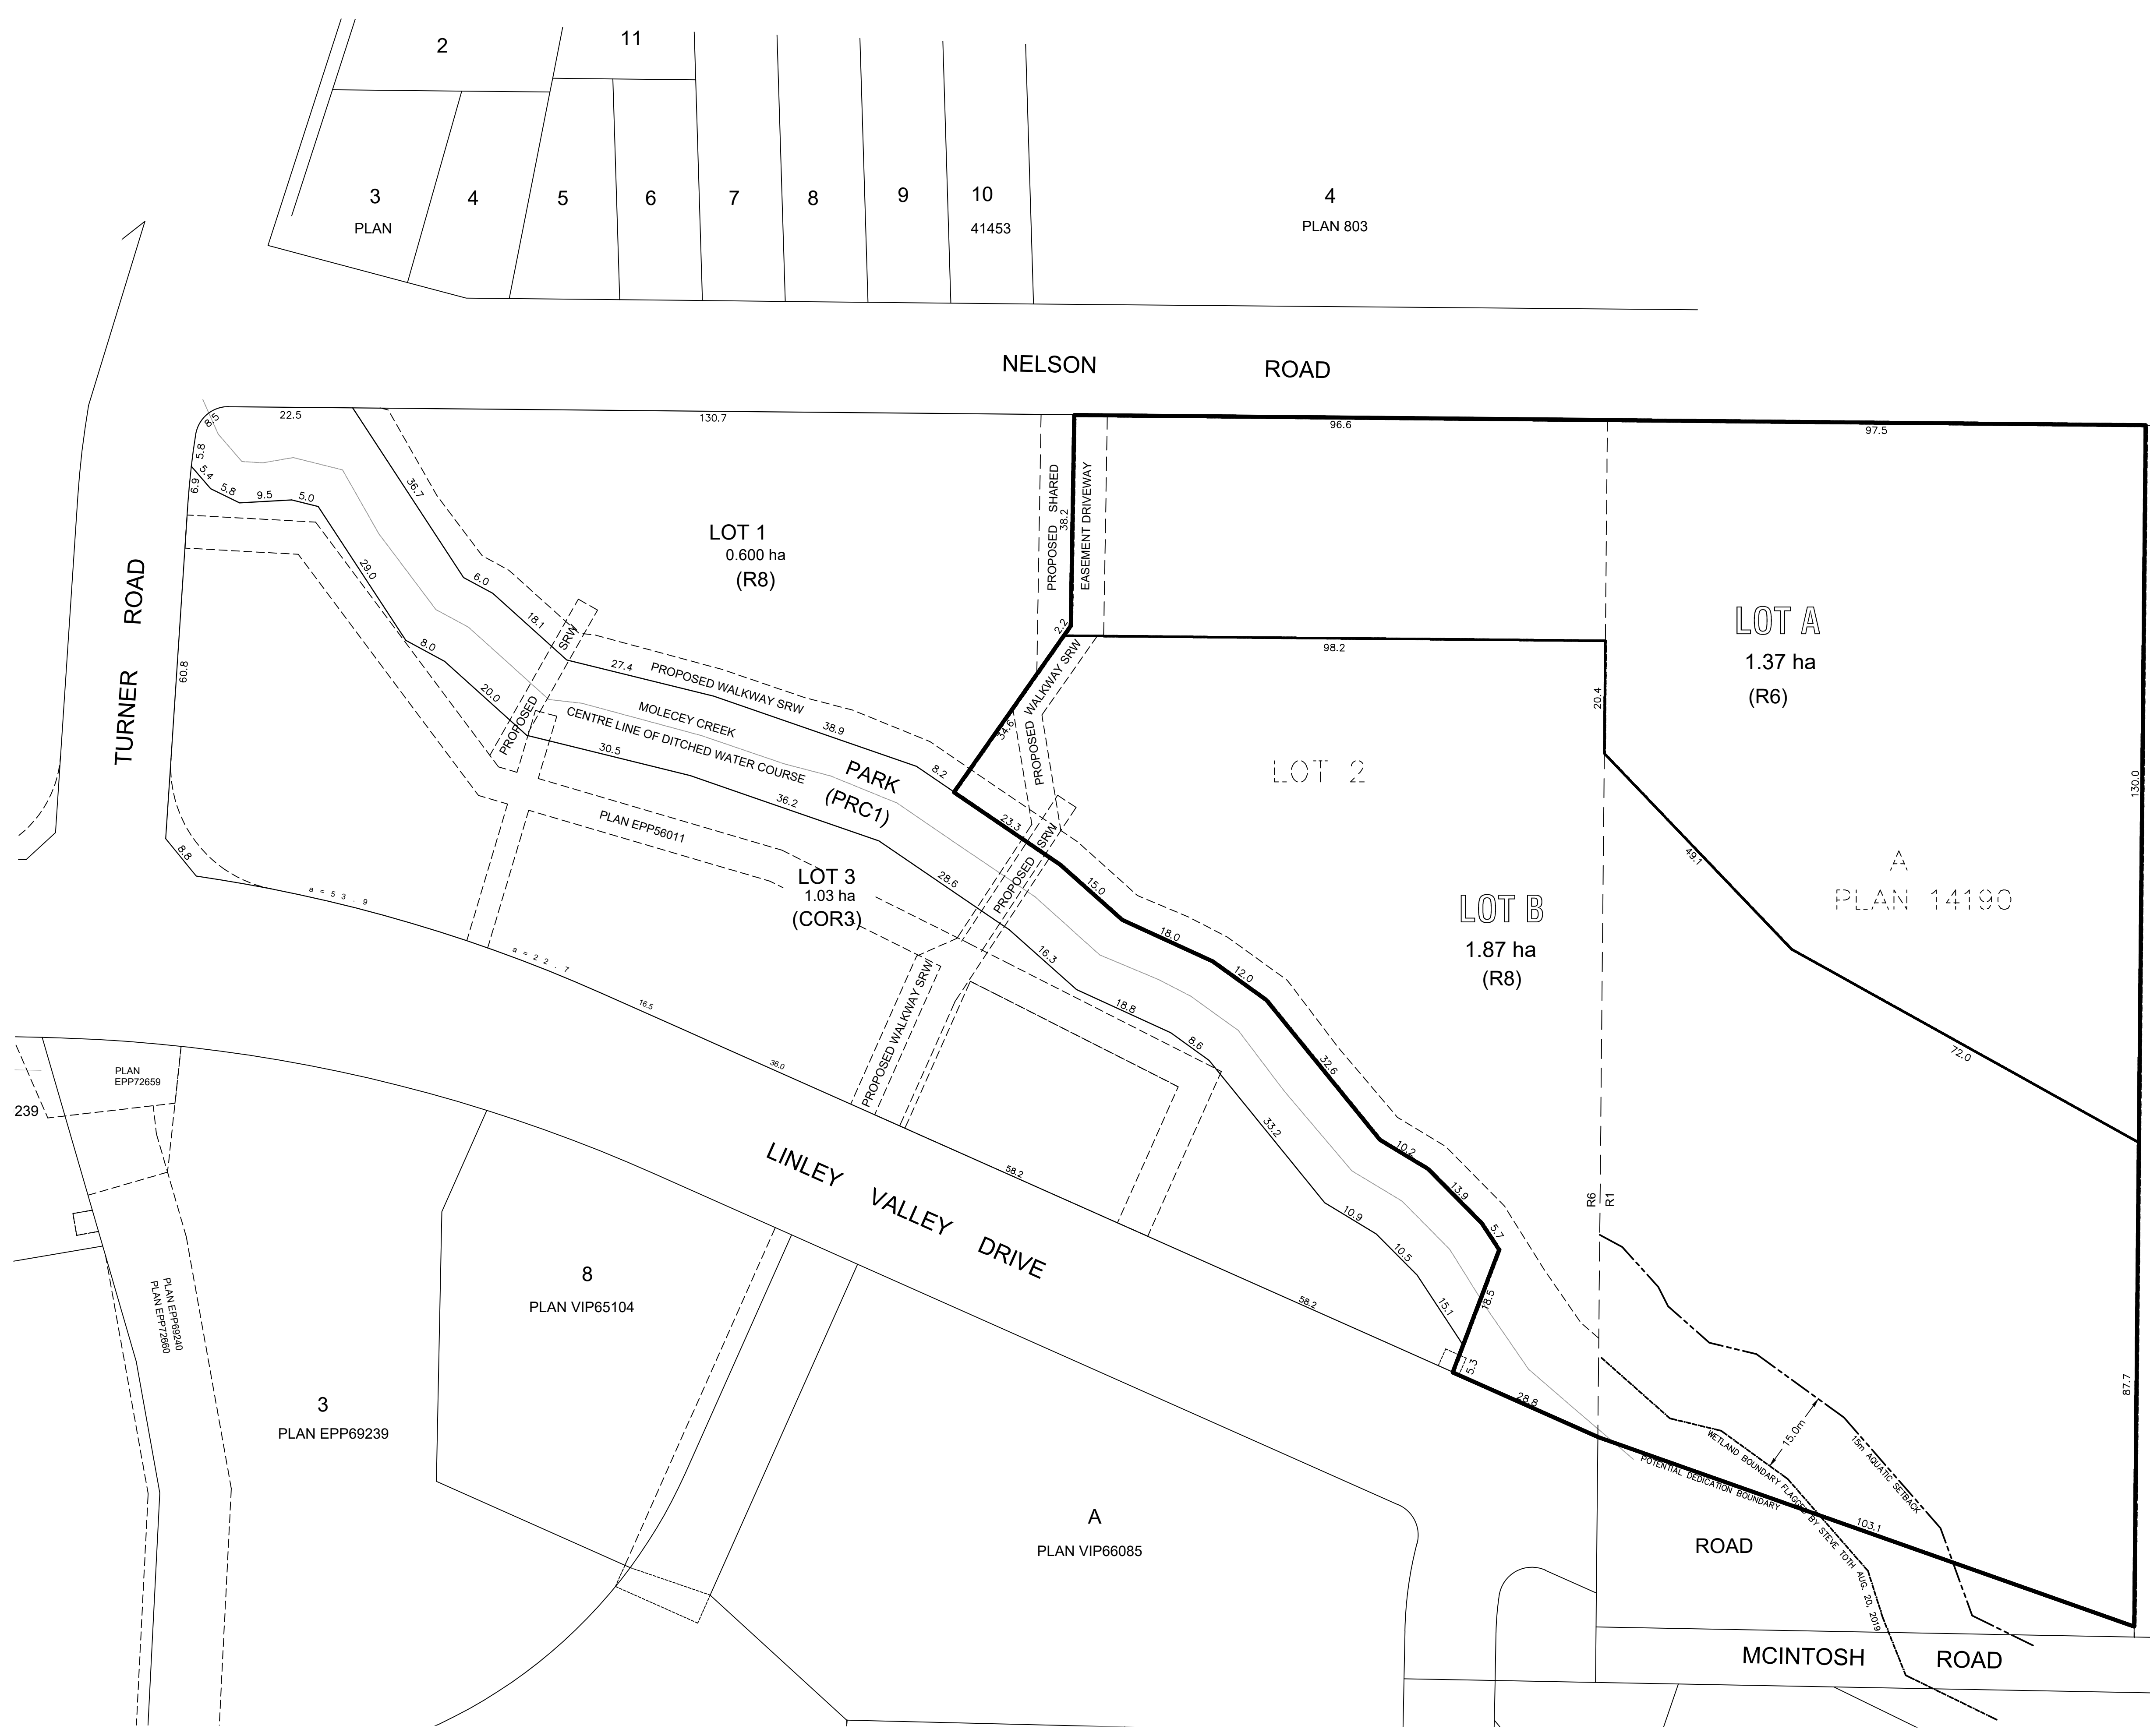 2
11
3
PLAN
4
5
6
7
8
9
10
41453
4
PLAN 803
NELSON ROAD
TURNER ROAD
8.5
22.5
130.7
96.6
97.5
5.8
6.9
5.4
5.8
9.5
5.0
36.7
29.0
6.0
18.1
8.0
20.0
60.8
8.8
LOT 1
0.600 ha
(R8)
PROPOSED SHARED
EASEMENT DRIVEWAY
38.2
2.2
98.2
20.4
LOT A
1.37 ha
(R6)
PROPOSED SRW
27.4
PROPOSED WALKWAY SRW
38.9
8.2
MOLECEY CREEK
CENTRE LINE OF DITCHED WATER COURSE
30.5
36.2
PARK
(PRC1)
34.6
PROPOSED WALKWAY SRW
LOT 2
130.0
49.1
A
PLAN 14190
72.0
23.3
PROPOSED SRW
PLAN EPP56011
LOT 3
1.03 ha
(COR3)
28.6
15.0
18.0
12.0
16.3
18.8
8.6
LOT B
1.87 ha
(R8)
a = 53.9
a = 22.7
16.5
36.0
PROPOSED WALKWAY SRW
58.2
32.6
33.2
10.2
13.9
5.7
10.9
10.5
15.1
18.5
5.3
58.2
28.8
R6
R1
LINLEY VALLEY DRIVE
PLAN
EPP72659
239
PLAN EPP69240
PLAN EPP72660
8
PLAN VIP65104
3
PLAN EPP69239
A
PLAN VIP66085
87.7
15.0m
15m AQUATIC SETBACK
WETLAND BOUNDARY FLAGGED BY STEVE TOTH AUG. 20, 2019
POTENTIAL DEDICATION BOUNDARY
103.1
ROAD
MCINTOSH ROAD